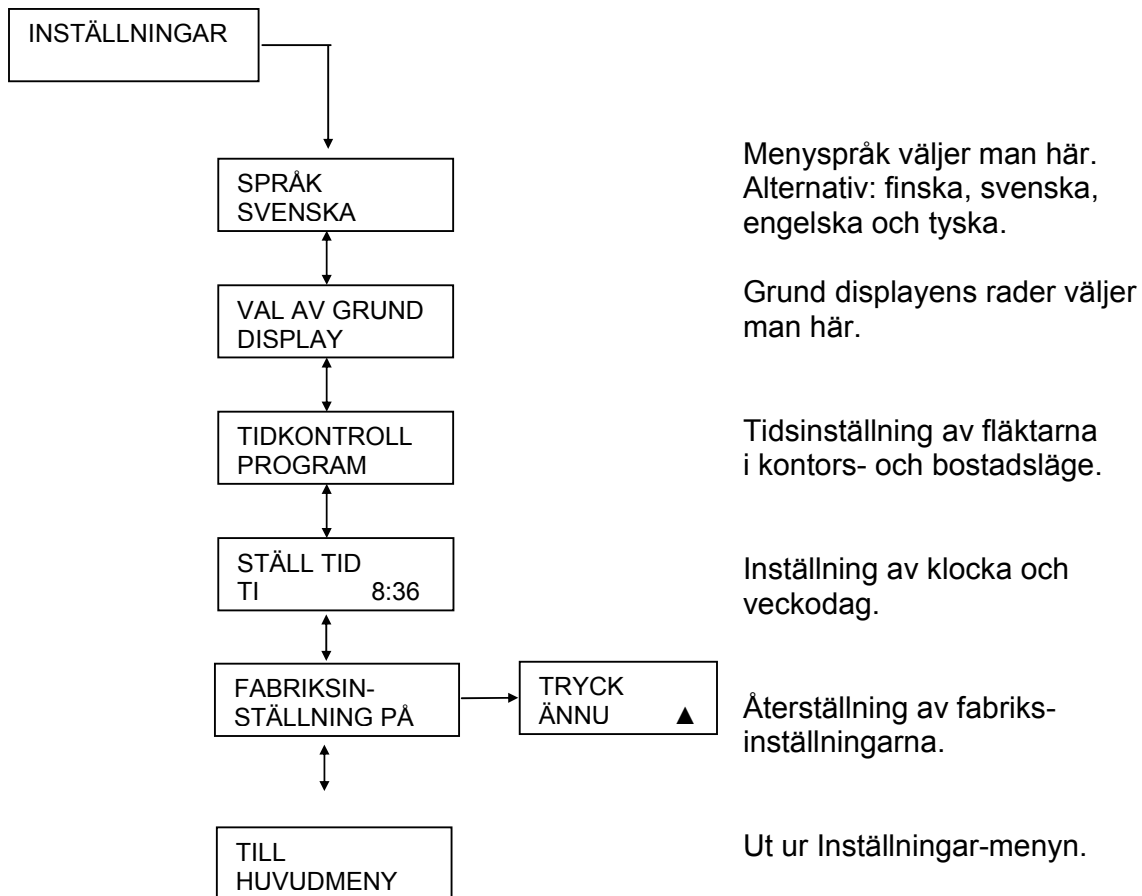 INSTÄLLNINGAR
SPRÅK
SVENSKA
Menyspråk väljer man här.
Alternativ: finska, svenska,
engelska och tyska.
VAL AV GRUND
DISPLAY
Grund displayens rader väljer
man här.
TIDKONTROLL
PROGRAM
Tidsinställning av fläktarna
i kontors- och bostadsläge.
STÄLL TID
TI 8:36
Inställning av klocka och
veckodag.
FABRIKSIN-
STÄLLNING PÅ
TRYCK
ÄNNU ▲
Återställning av fabriks-
inställningarna.
TILL
HUVUDMENY
Ut ur Inställningar-menyn.